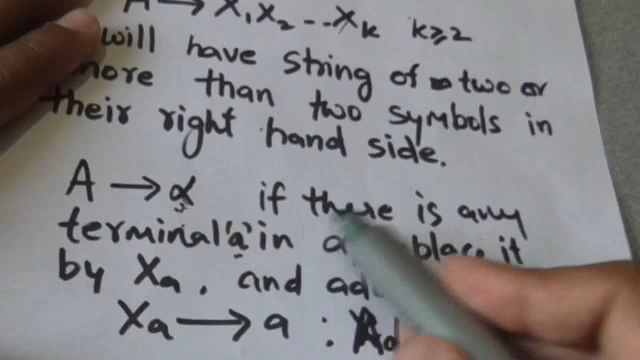 A → X₁X₂ --- Xₖ k≥2
will have string of two or
more than two symbols in
their right hand side.
A → α if there is any
terminal 'a' in it
by Xₐ, and
Xₐ → a :